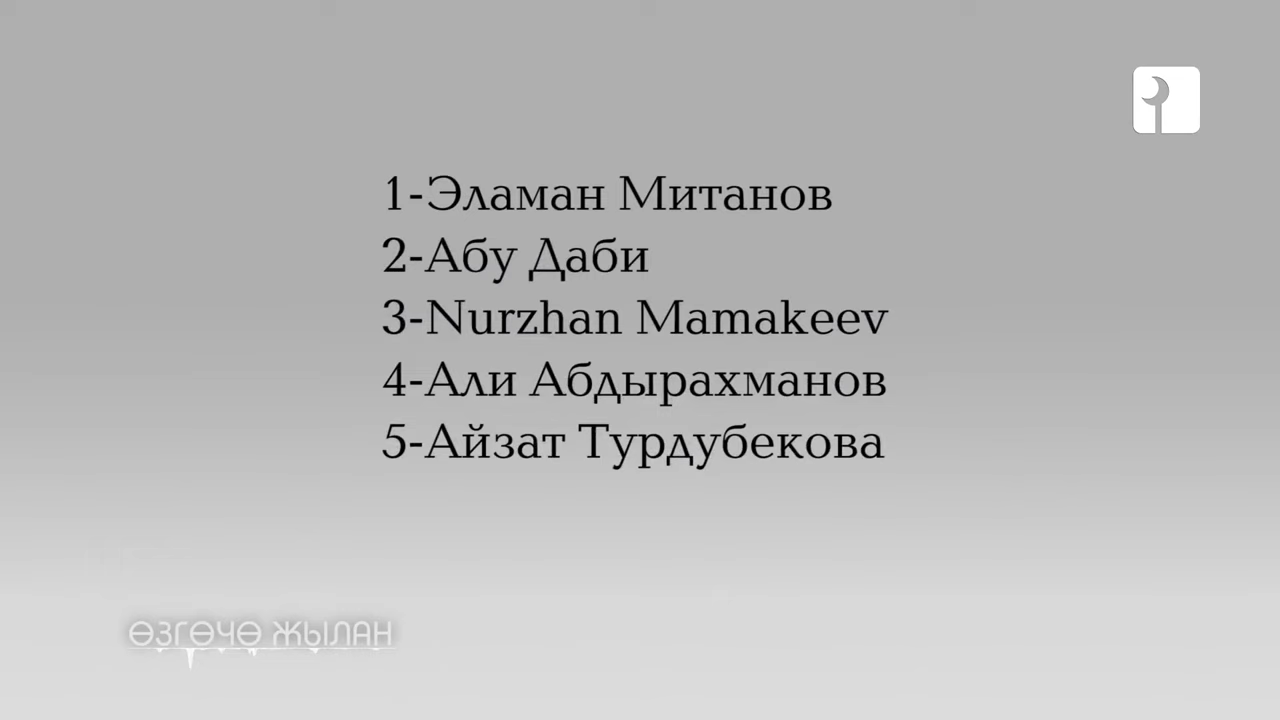 1-Эламан Митанов
2-Абу Даби
3-Nurzhan Mamakeev
4-Али Абдырахманов
5-Айзат Турдубекова
ӨЗГӨЧӨ ЖЫЛАН